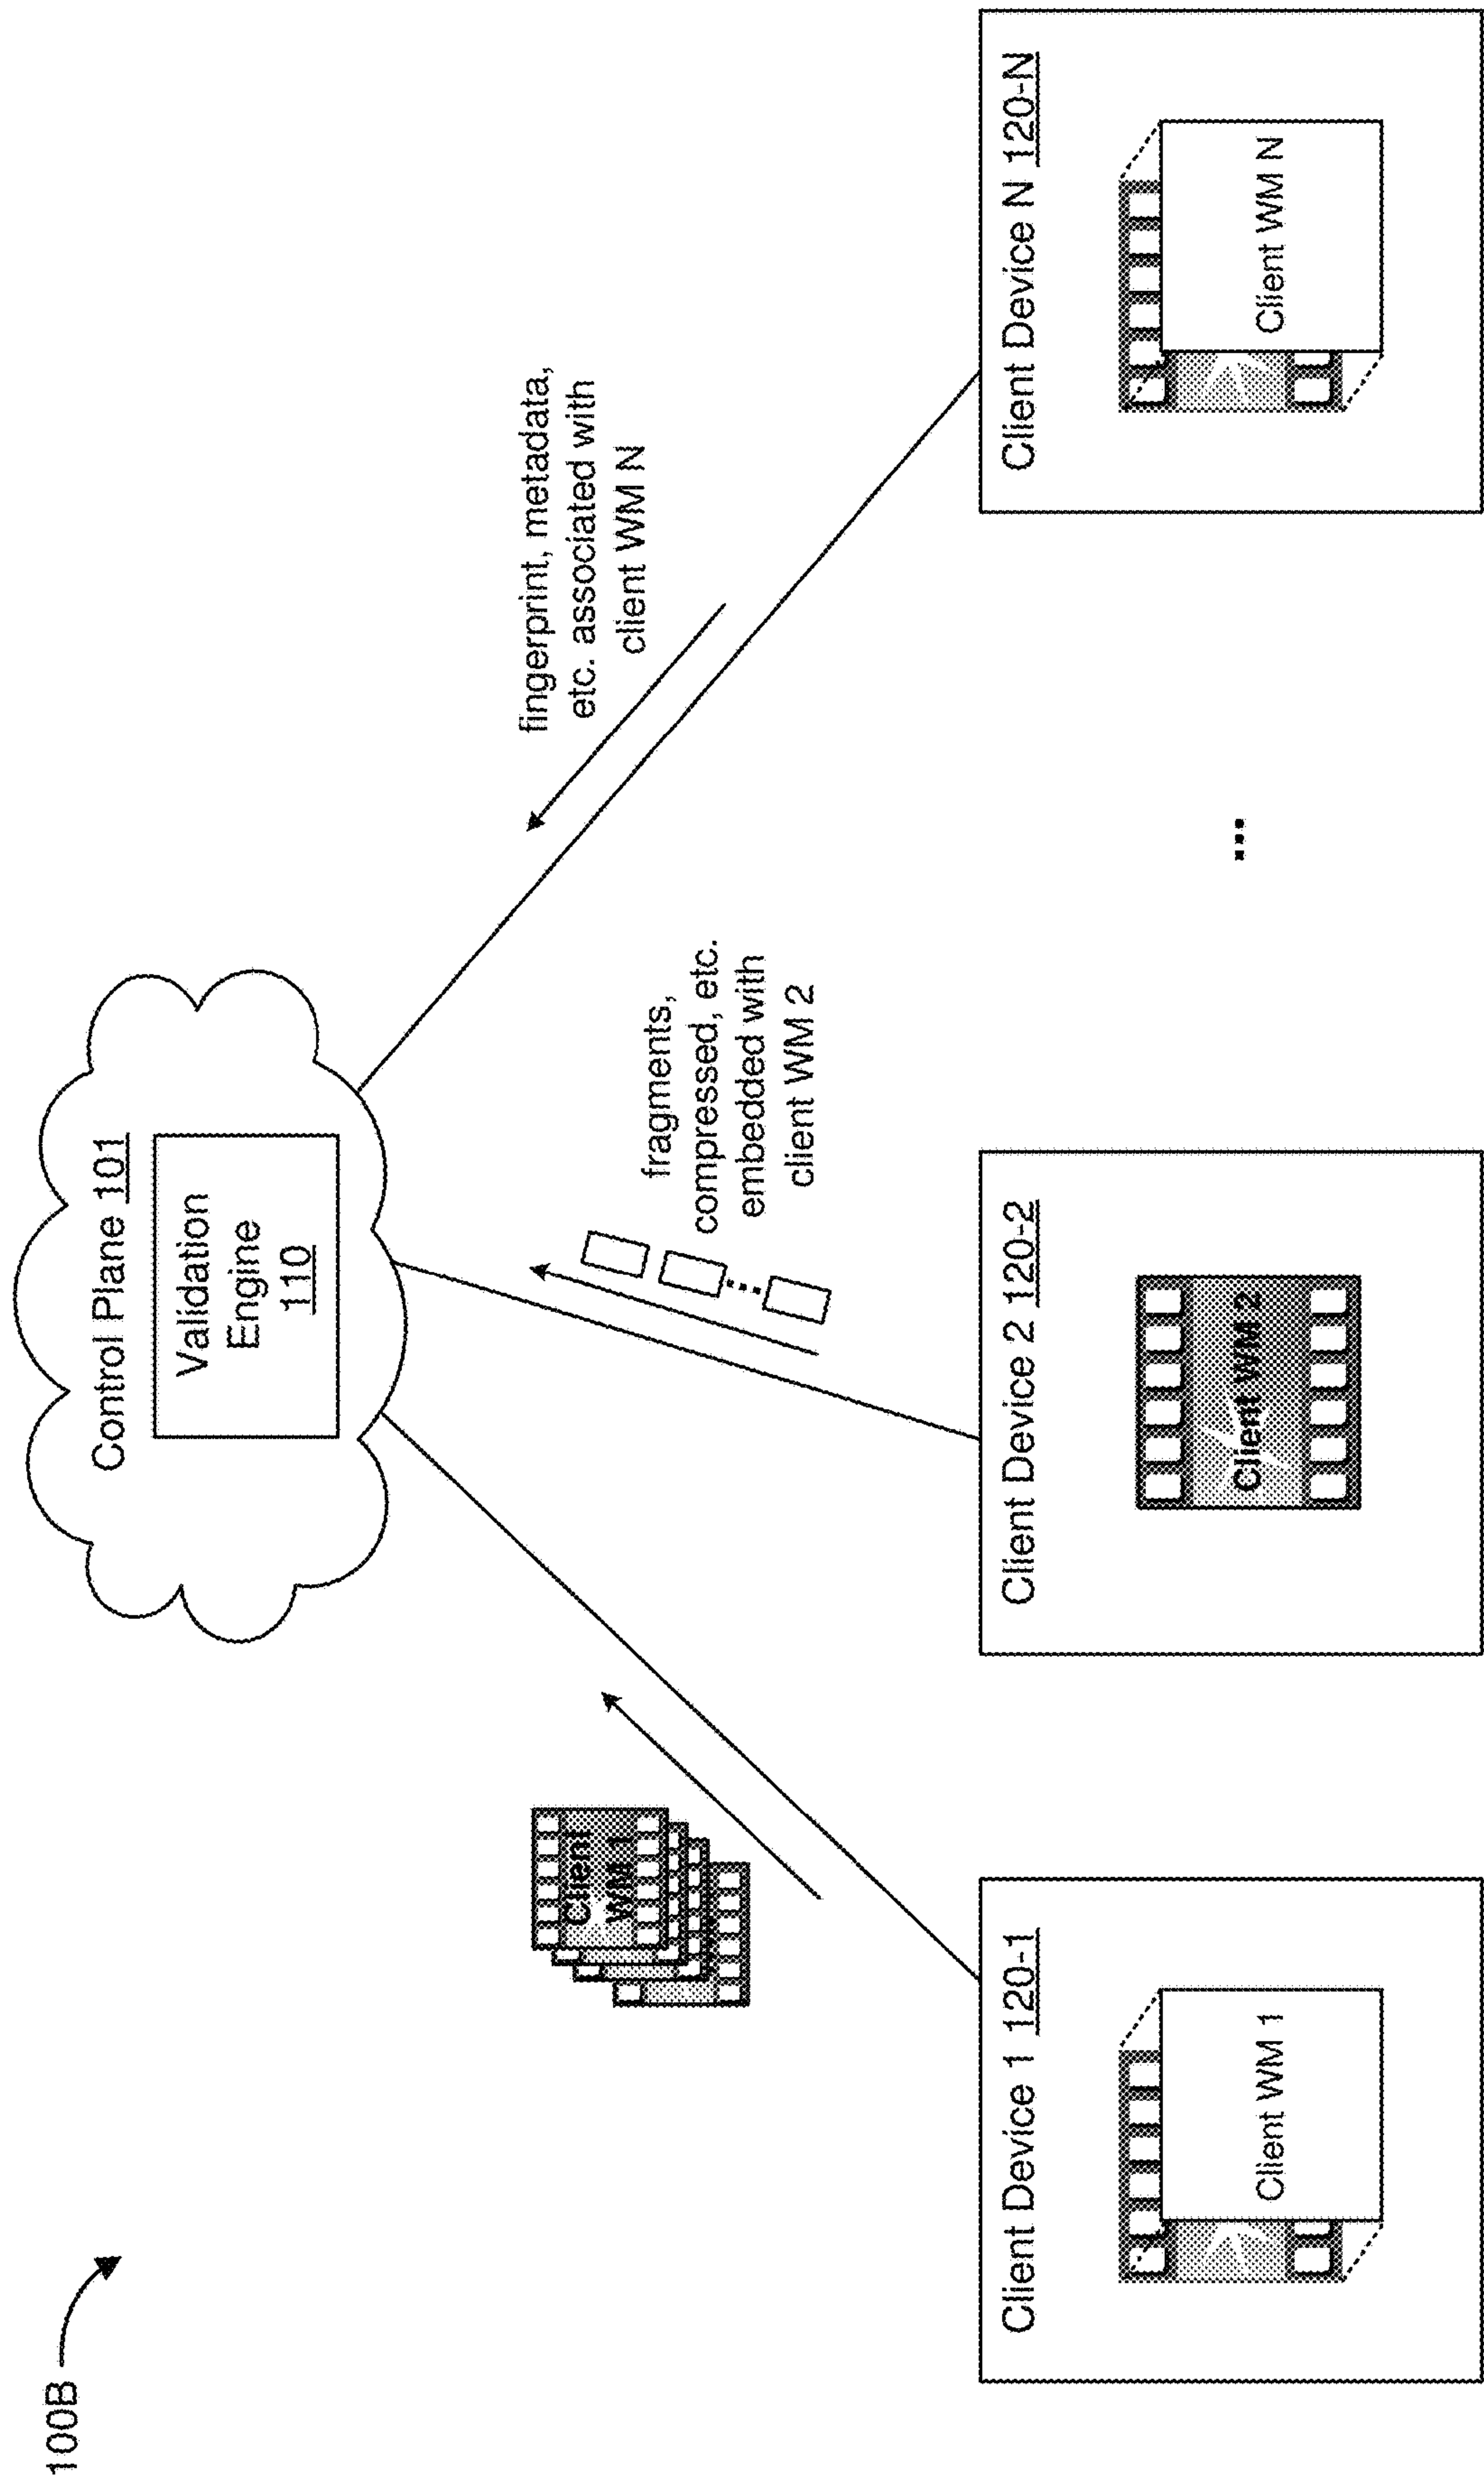 100B
Control Plane 101
Validation
Engine
110
Client
WM 1
fragments,
compressed, etc.
embedded with
client WM 2
fingerprint, metadata,
etc. associated with
client WM N
Client Device 1 120-1
Client WM 1
Client Device 2 120-2
Client WM 2
...
Client Device N 120-N
Client WM N